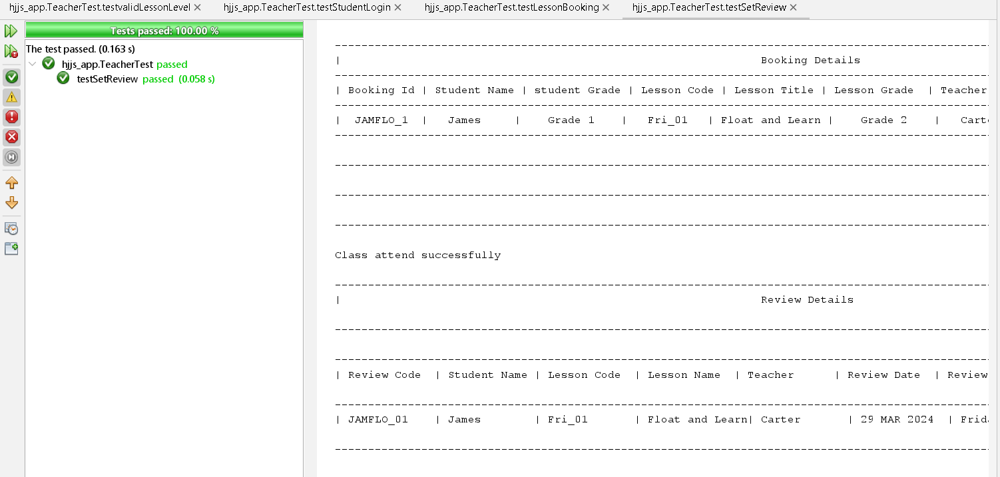 hjjs_app.TeacherTest.testvalidLessonLevel hjjs_app.TeacherTest.testStudentLogin hjjs_app.TeacherTest.testLessonBooking hjjs_app.TeacherTest.testSetReview
Tests passed: 100.00 %
The test passed. (0.163 s)
hjjs_app.TeacherTest passed
testSetReview passed (0.058 s)
| Booking Details
| Booking Id | Student Name | student Grade | Lesson Code | Lesson Title | Lesson Grade | Teacher
| JAMFLO_1 | James | Grade 1 | Fri_01 | Float and Learn | Grade 2 | Cart
Class attend successfully
| Review Details
| Review Code | Student Name | Lesson Code | Lesson Name | Teacher | Review Date | Review
| JAMFLO_01 | James | Fri_01 | Float and Learn| Carter | 29 MAR 2024 | Frid